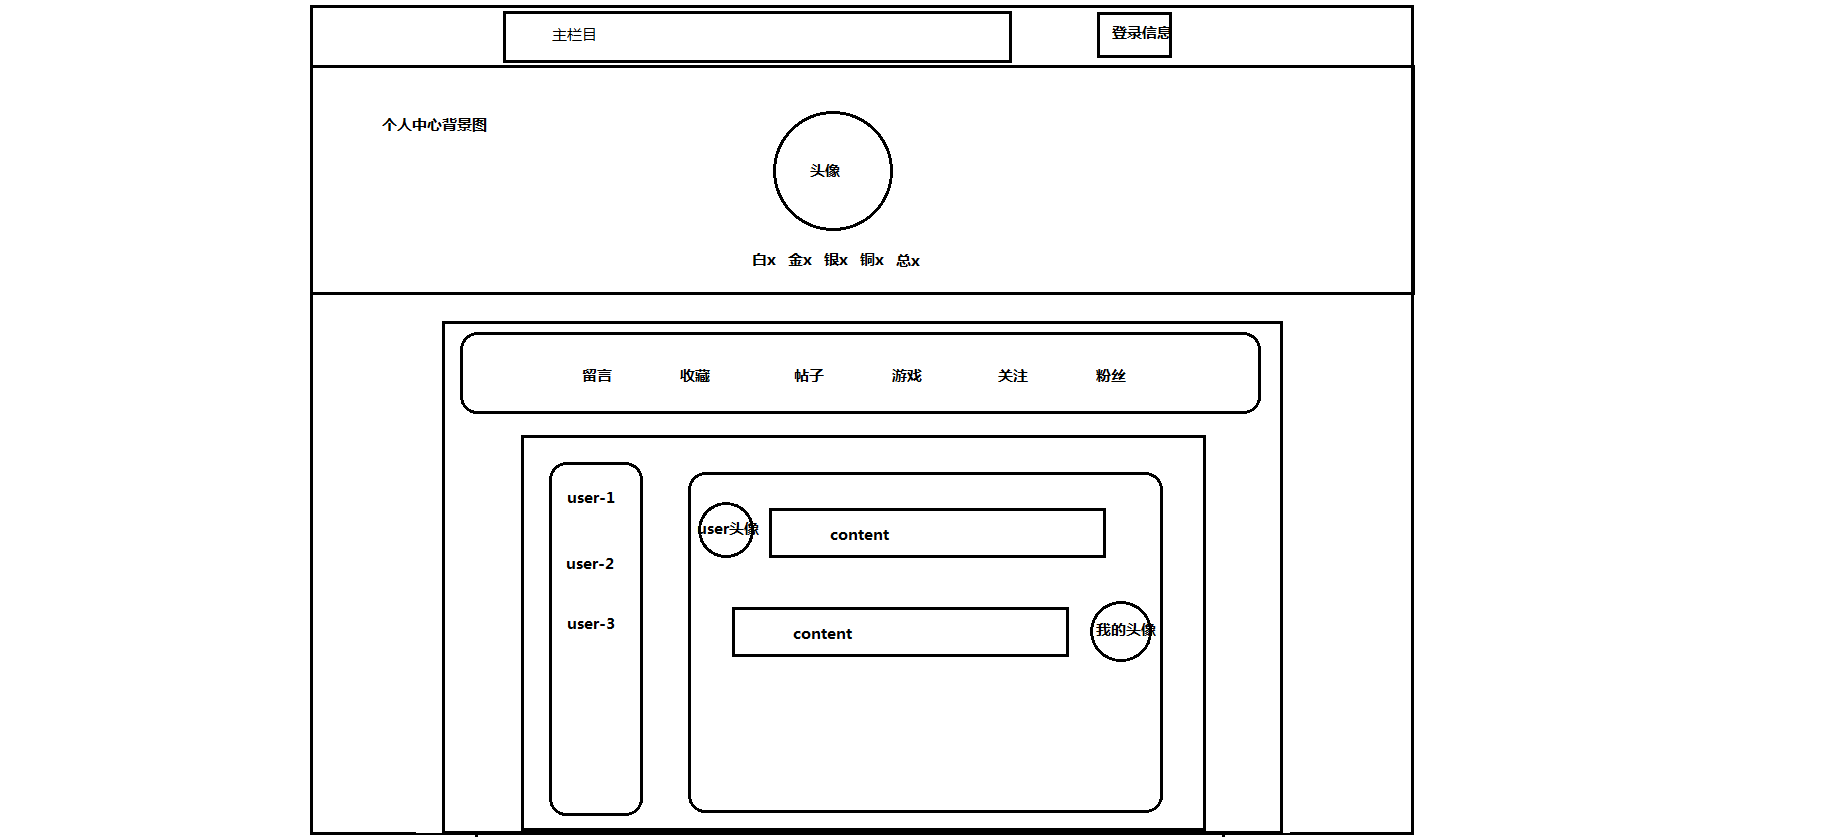 主栏目
登录信息
个人中心背景图
头像
白x 金x 银x 铜x 总x
留言 收藏 帖子 游戏 关注 粉丝
user-1
user-2
user-3
user头像
content
content
我的头像